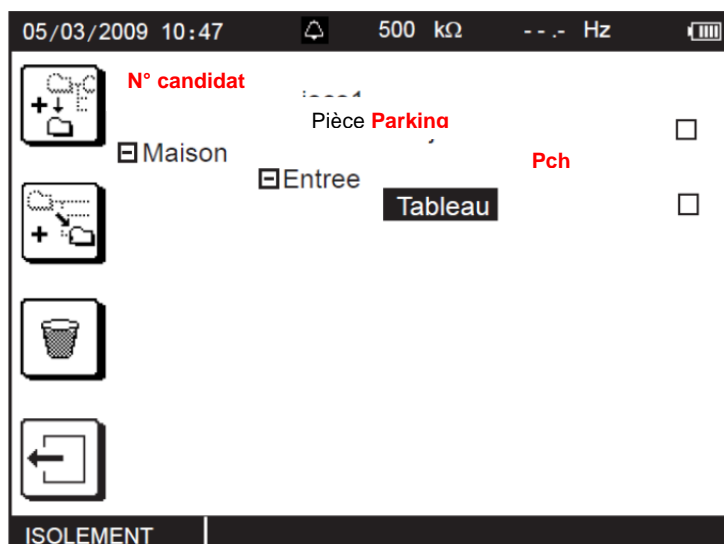 05/03/2009 10:47 500 kΩ - - .- Hz
N° candidat
Pièce Parking
Pch
Maison
Entree
Tableau
ISOLEMENT